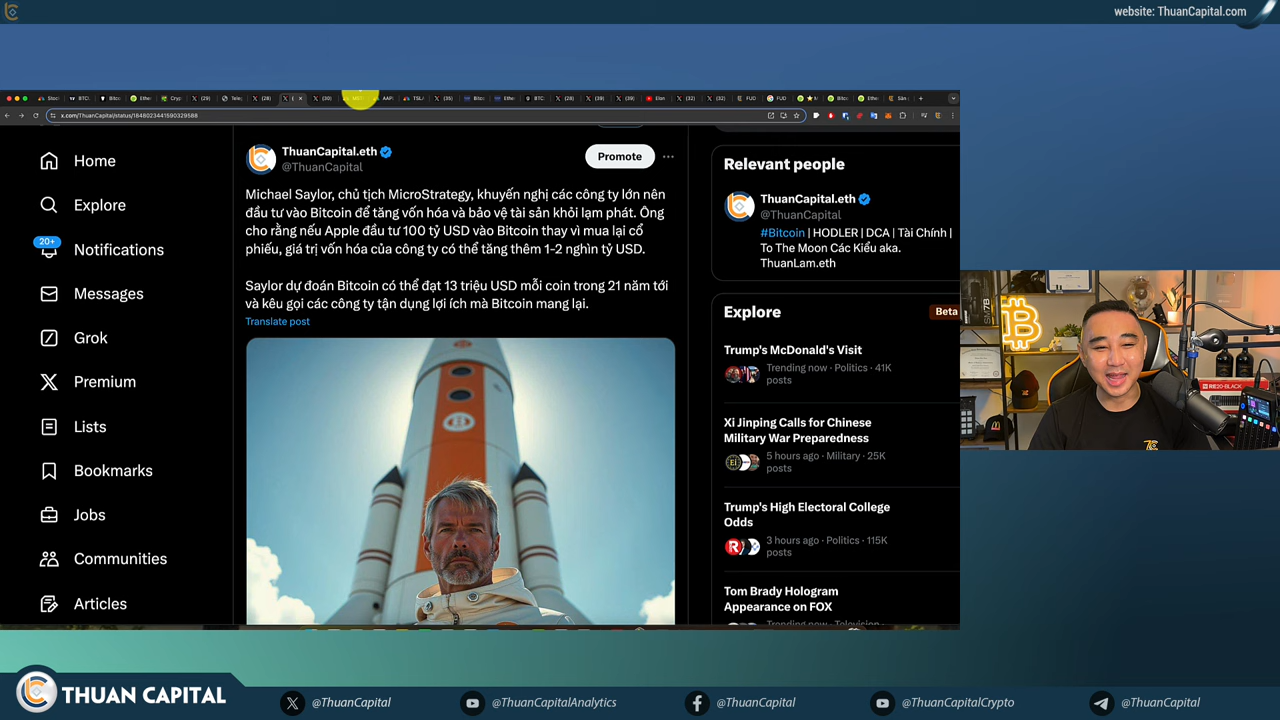 website: ThuanCapital.com
x.com/ThuanCapital/status/1848023441590329588
Home
Explore
20+
Notifications
Messages
Grok
Premium
Lists
Bookmarks
Jobs
Communities
Articles
ThuanCapital.eth
@ThuanCapital
Promote
Michael Saylor, chủ tịch MicroStrategy, khuyến nghị các công ty lớn nên
đầu tư vào Bitcoin để tăng vốn hóa và bảo vệ tài sản khỏi lạm phát. Ông
cho rằng nếu Apple đầu tư 100 tỷ USD vào Bitcoin thay vì mua lại cổ
phiếu, giá trị vốn hóa của công ty có thể tăng thêm 1-2 nghìn tỷ USD.
Saylor dự đoán Bitcoin có thể đạt 13 triệu USD mỗi coin trong 21 năm tới
và kêu gọi các công ty tận dụng lợi ích mà Bitcoin mang lại.
Translate post
Relevant people
ThuanCapital.eth
@ThuanCapital
#Bitcoin | HODLER | DCA | Tài Chính |
To The Moon Các Kiểu aka.
ThuanLam.eth
Explore
Beta
Trump's McDonald's Visit
Trending now · Politics · 41K
posts
Xi Jinping Calls for Chinese
Military War Preparedness
5 hours ago · Military · 25K
posts
Trump's High Electoral College
Odds
3 hours ago · Politics · 115K
posts
Tom Brady Hologram
Appearance on FOX
Trending now · Television
THUAN CAPITAL
@ThuanCapital
@ThuanCapitalAnalytics
@ThuanCapital
@ThuanCapitalCrypto
@ThuanCapital